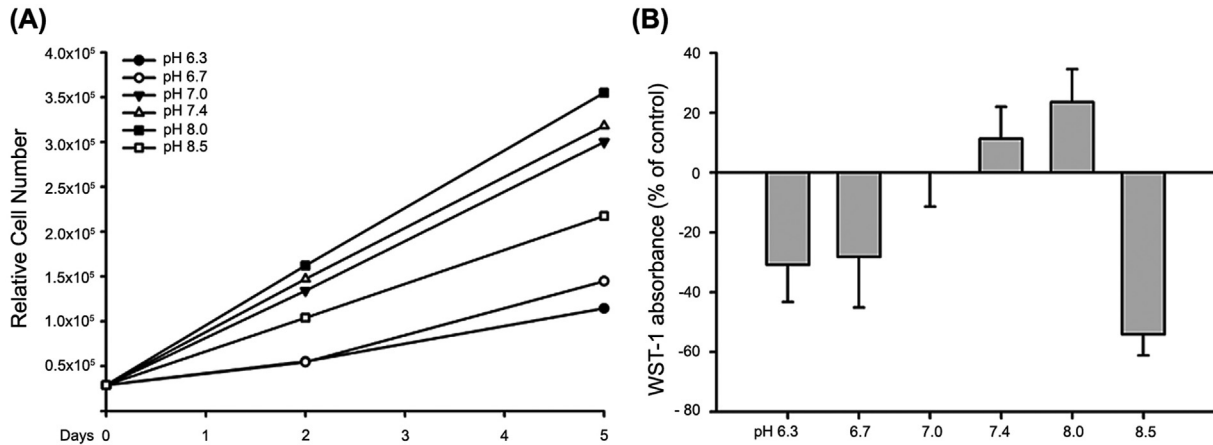 (A)
Relative Cell Number
4.0x10⁵
3.5x10⁵
3.0x10⁵
2.5x10⁵
2.0x10⁵
1.5x10⁵
1.0x10⁵
0.5x10⁵
pH 6.3
pH 6.7
pH 7.0
pH 7.4
pH 8.0
pH 8.5
Days 0 1 2 3 4 5
(B)
WST-1 absorbance (% of control)
40
20
0
-20
-40
-60
- 80
pH 6.3 6.7 7.0 7.4 8.0 8.5